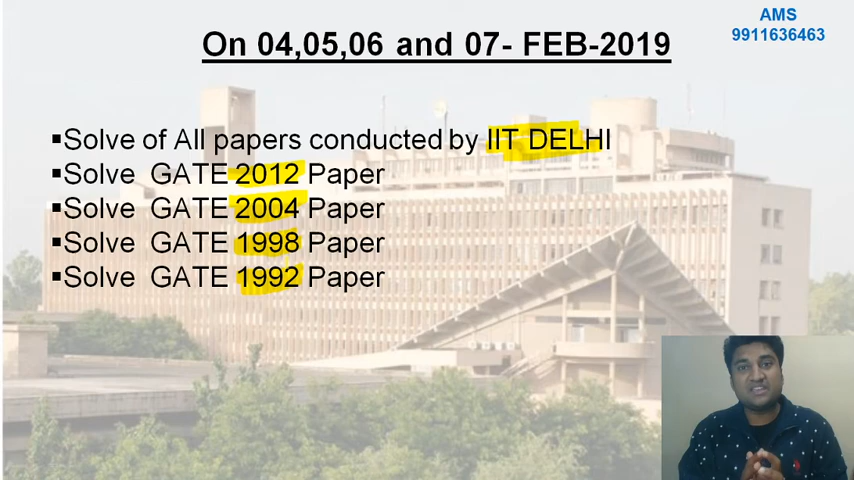 AMS
9911636463
On 04,05,06 and 07- FEB-2019
▪Solve of All papers conducted by IIT DELHI
▪Solve GATE 2012 Paper
▪Solve GATE 2004 Paper
▪Solve GATE 1998 Paper
▪Solve GATE 1992 Paper